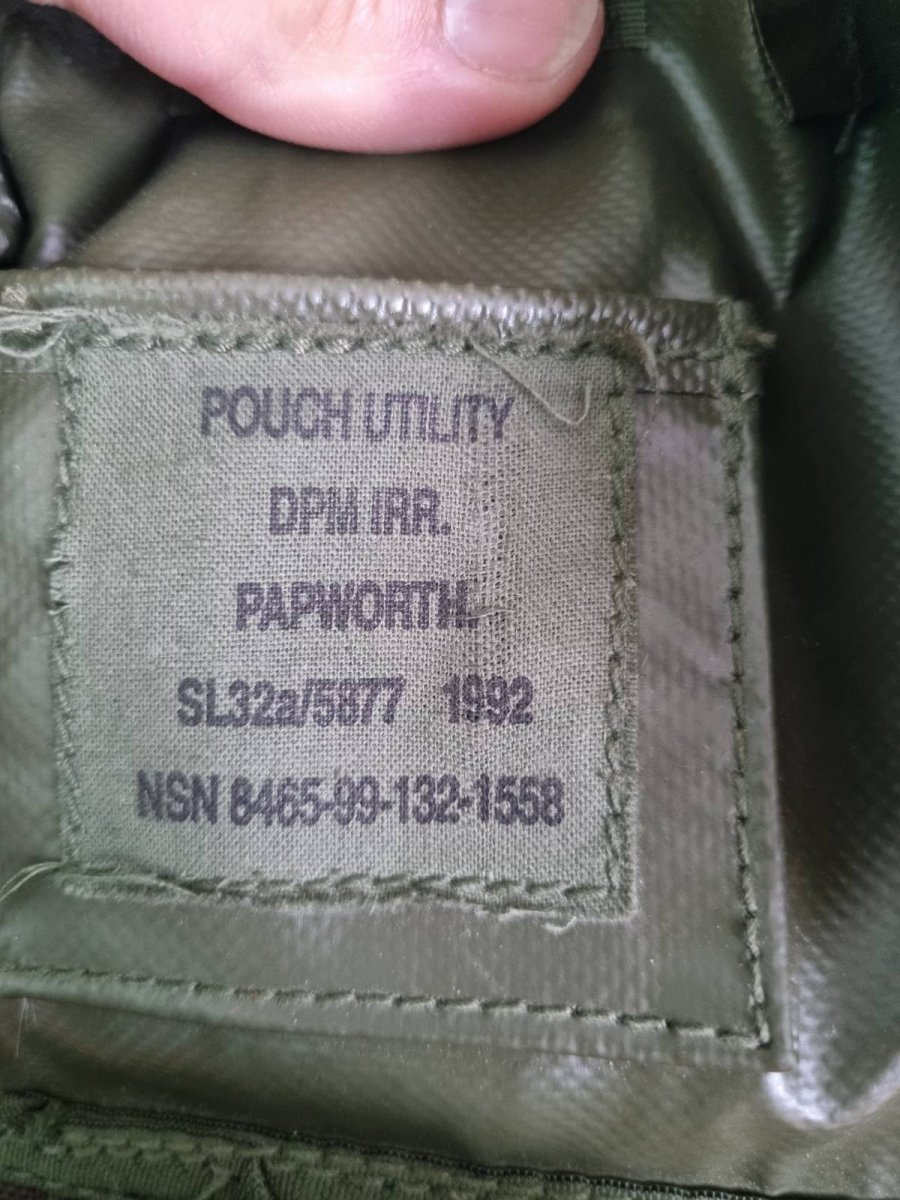 POUCH UTILITY
DPM IRR.
PAPWORTH.
SL32a/5877 1992
NSN 8465-99-132-1558